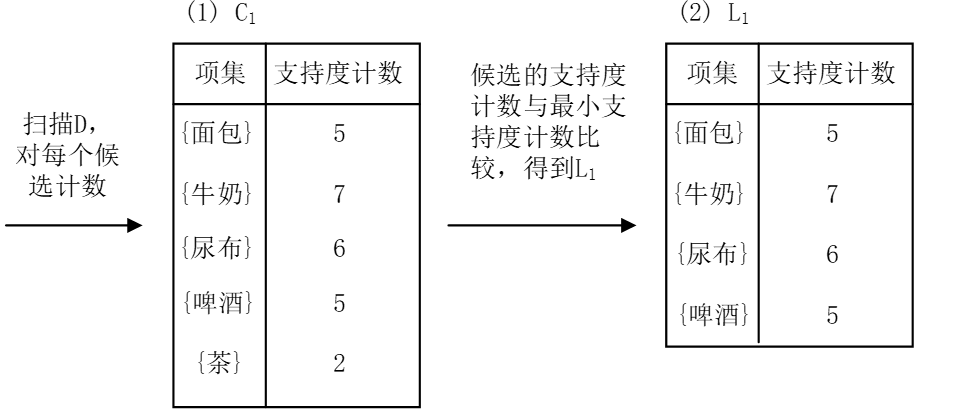 (1) C₁
(2) L₁
扫描D，
对每个候
选计数
项集 支持度计数
{面包} 5
{牛奶} 7
{尿布} 6
{啤酒} 5
{茶} 2
候选的支持度
计数与最小支
持度计数比
较，得到L₁
项集 支持度计数
{面包} 5
{牛奶} 7
{尿布} 6
{啤酒} 5